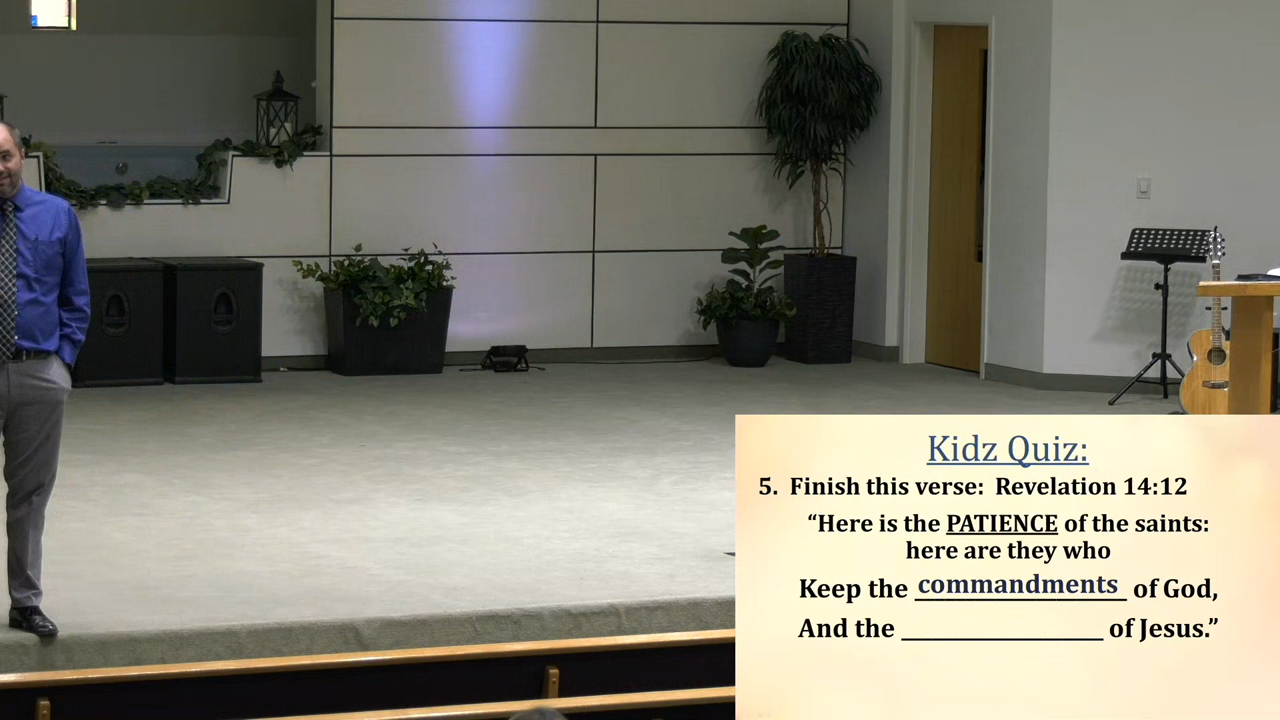 Kidz Quiz:
5. Finish this verse: Revelation 14:12
“Here is the PATIENCE of the saints:
here are they who
Keep the commandments of God,
And the ____________ of Jesus.”